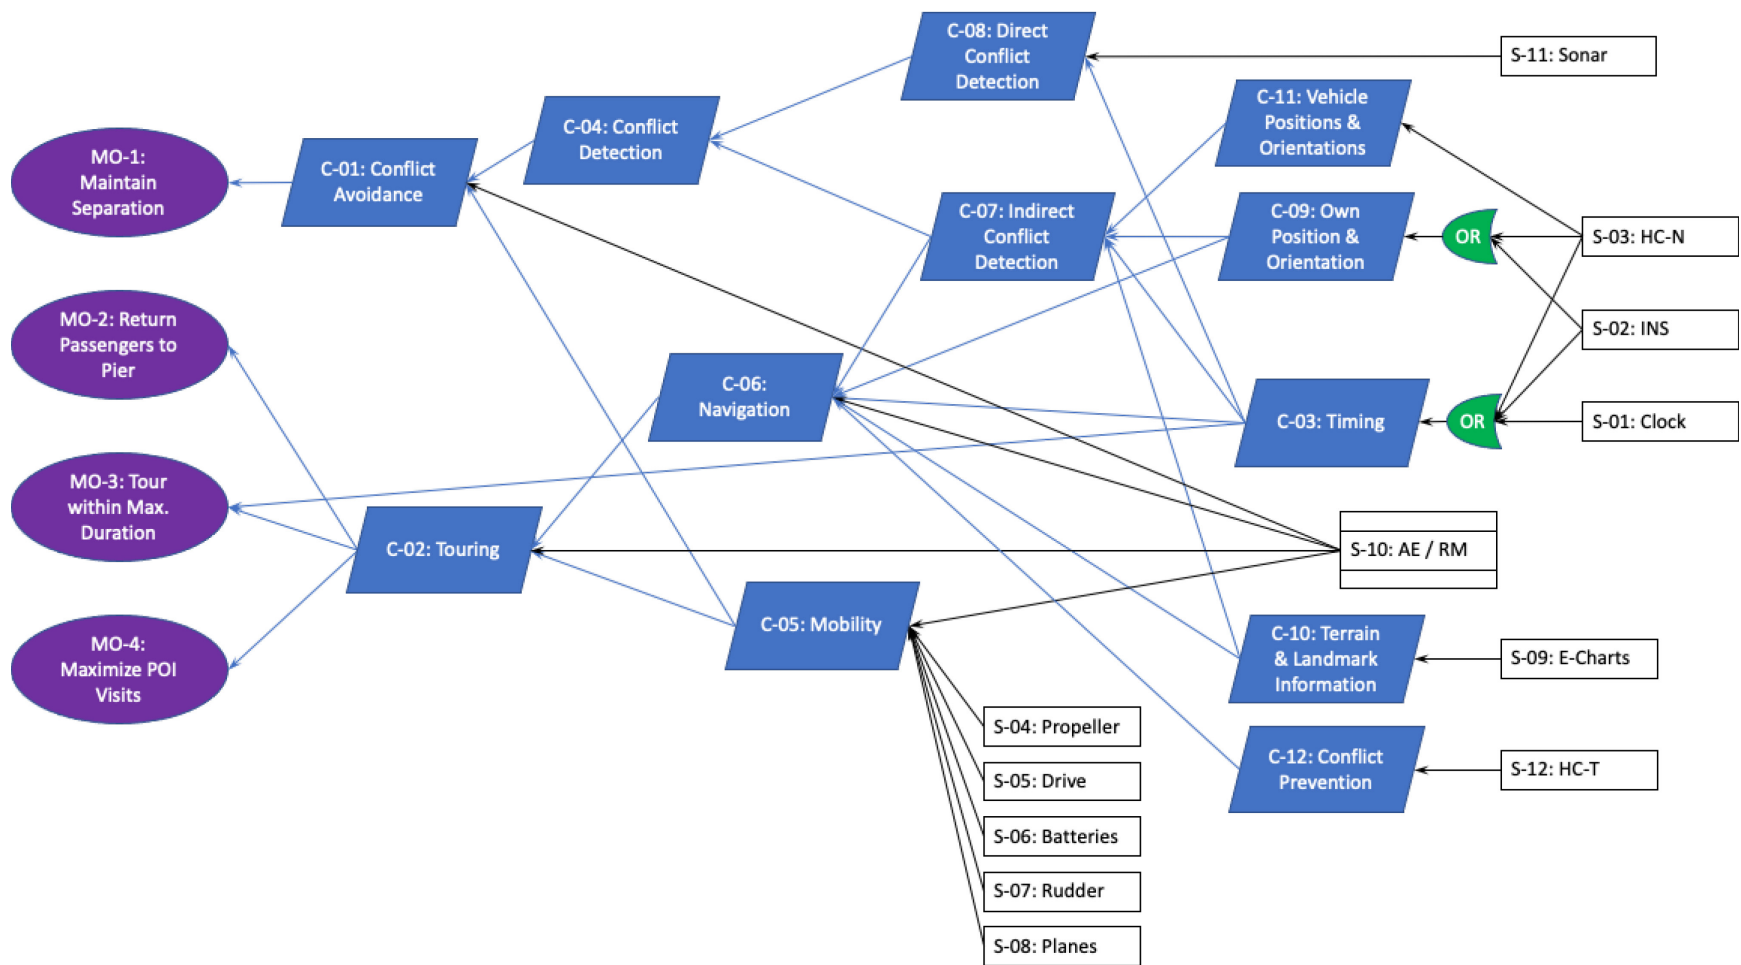 C-08: Direct
Conflict
Detection
S-11: Sonar
C-11: Vehicle
Positions &
Orientations
C-04: Conflict
Detection
MO-1:
Maintain
Separation
C-01: Conflict
Avoidance
C-07: Indirect
Conflict
Detection
C-09: Own
Position &
Orientation
OR
S-03: HC-N
MO-2: Return
Passengers to
Pier
S-02: INS
C-06:
Navigation
C-03: Timing
OR
S-01: Clock
MO-3: Tour
within Max.
Duration
C-02: Touring
S-10: AE / RM
C-05: Mobility
MO-4:
Maximize POI
Visits
C-10: Terrain
& Landmark
Information
S-09: E-Charts
S-04: Propeller
C-12: Conflict
Prevention
S-12: HC-T
S-05: Drive
S-06: Batteries
S-07: Rudder
S-08: Planes